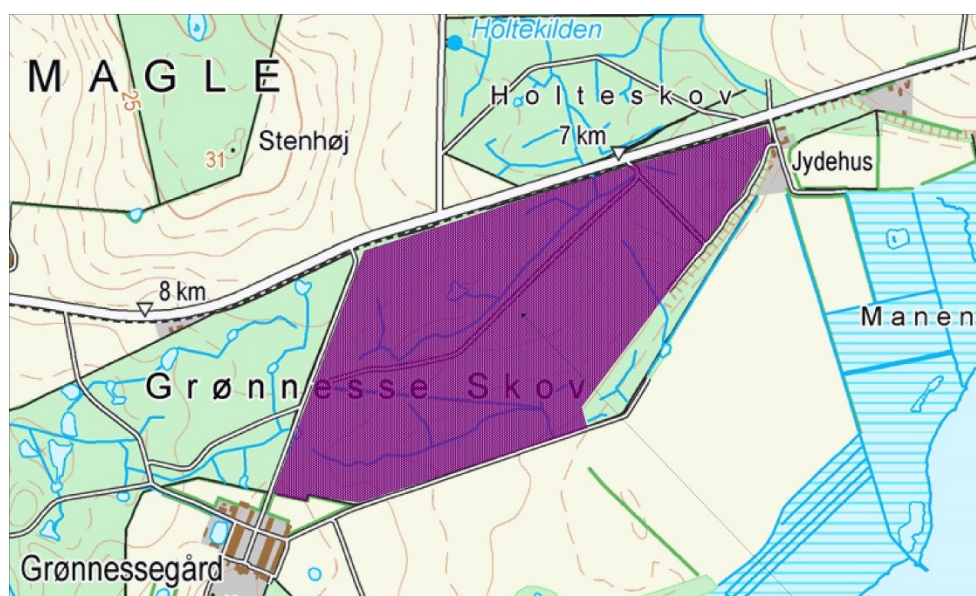 Holtekilden
MAGLE
25
Holteskov
Stenhøj
31
7 km
Jydehus
8 km
Manen
Grønnesse Skov
Grønnessegård